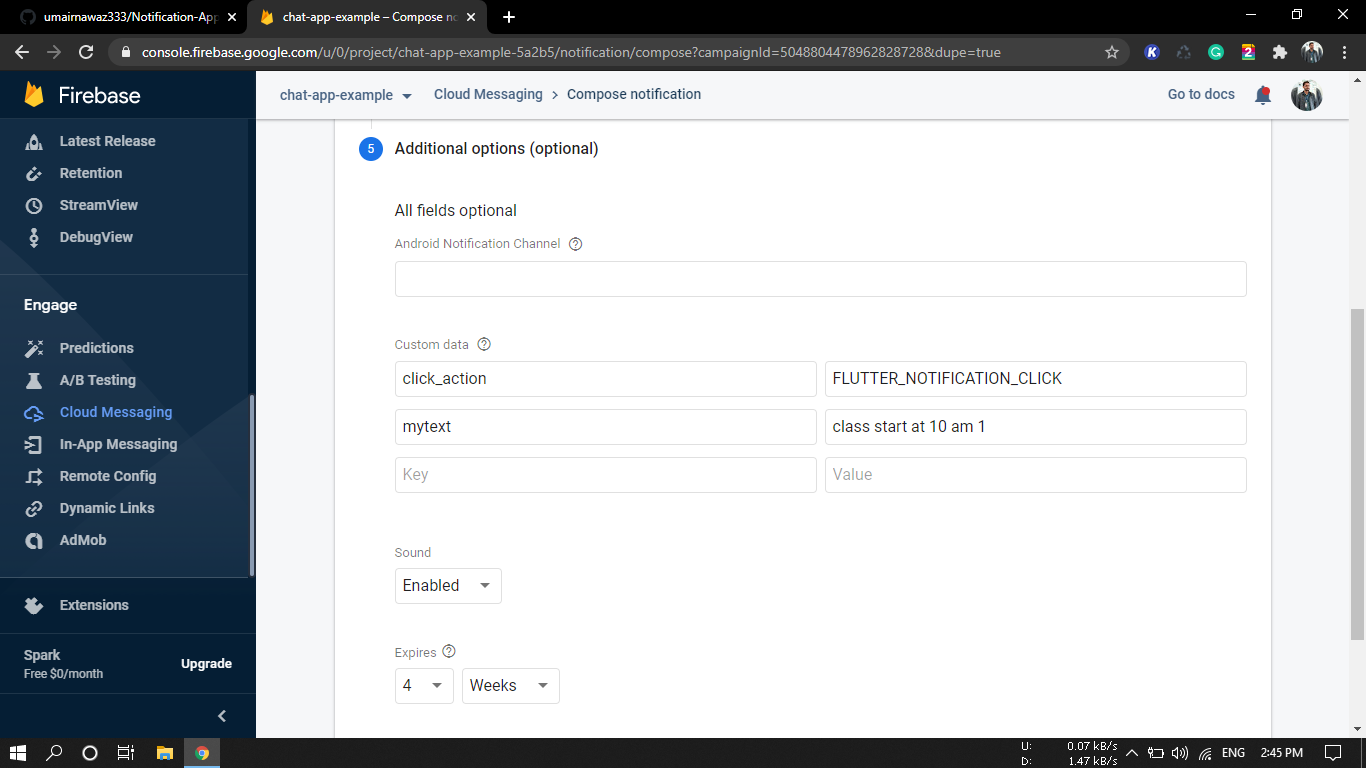 umairnawaz333/Notification-App
chat-app-example – Compose no
console.firebase.google.com/u/0/project/chat-app-example-5a2b5/notification/compose?campaignId=5048804478962828728&dupe=true
Firebase
chat-app-example
Cloud Messaging > Compose notification
Go to docs
Latest Release
Retention
StreamView
DebugView
Engage
Predictions
A/B Testing
Cloud Messaging
In-App Messaging
Remote Config
Dynamic Links
AdMob
Extensions
Spark
Free $0/month
Upgrade
5 Additional options (optional)
All fields optional
Android Notification Channel
Custom data
click_action FLUTTER_NOTIFICATION_CLICK
mytext class start at 10 am 1
Key Value
Sound
Enabled
Expires
4 Weeks
U: 0.07 kB/s
D: 1.47 kB/s
ENG
2:45 PM